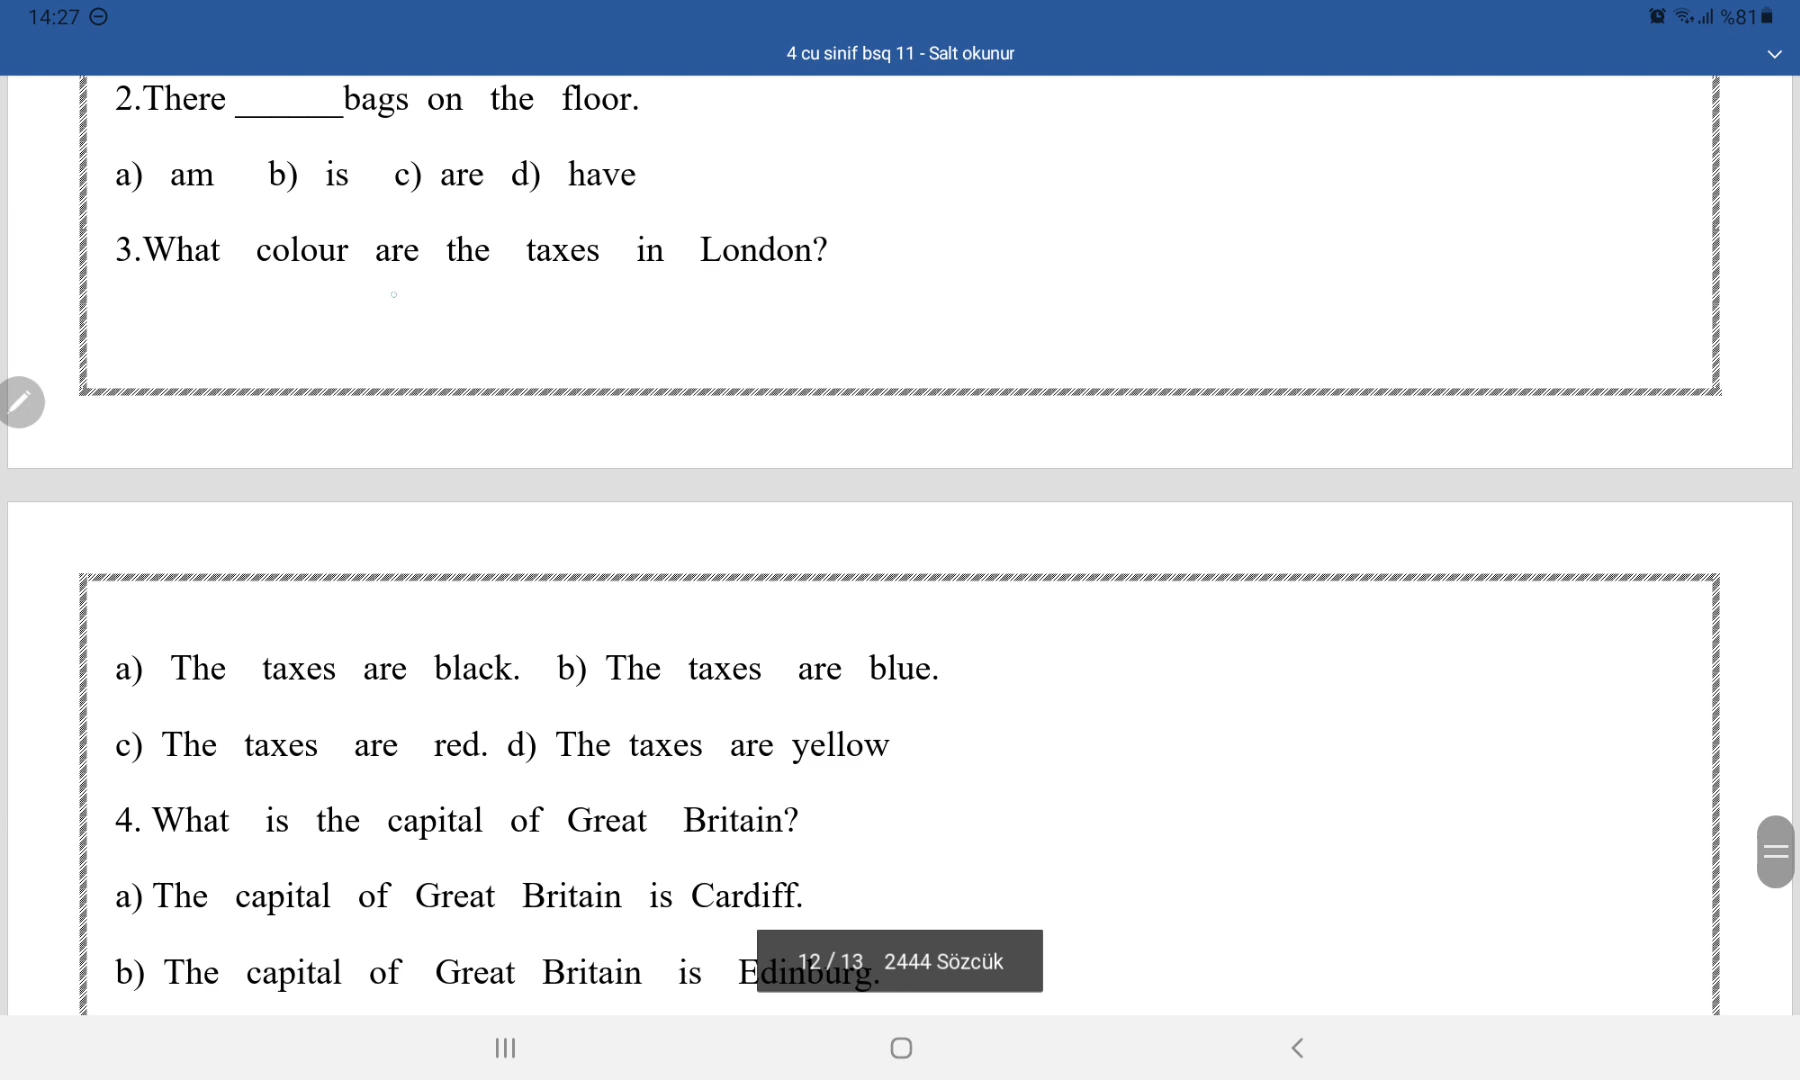 14:27
%81
4 cu sinif bsq 11 - Salt okunur
2.There ______bags on the floor.
a) am b) is c) are d) have
3.What colour are the taxes in London?
a) The taxes are black. b) The taxes are blue.
c) The taxes are red. d) The taxes are yellow
4. What is the capital of Great Britain?
a) The capital of Great Britain is Cardiff.
b) The capital of Great Britain is Edinburg.
12 / 13 2444 Sözcük